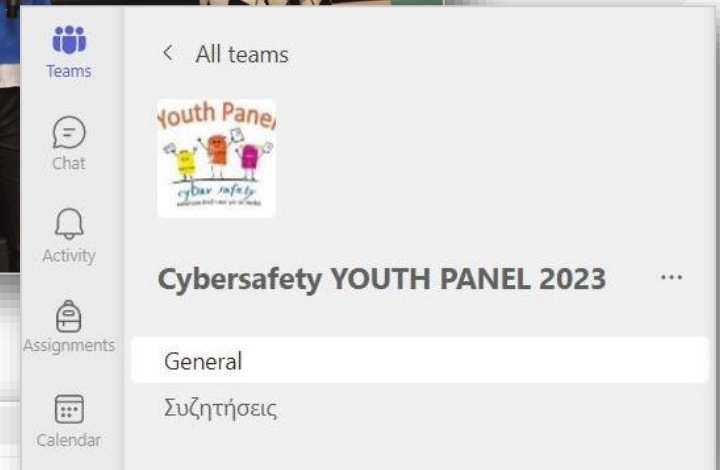 Teams
Chat
Activity
Assignments
Calendar
< All teams
Youth Panel
cyber safety
Cybersafety YOUTH PANEL 2023
...
General
Συζητήσεις